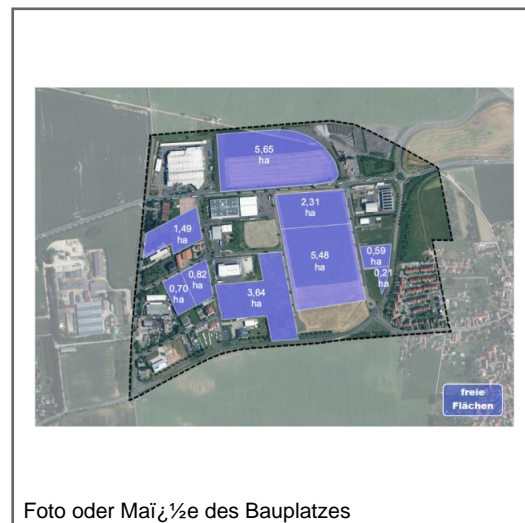 5,65
ha
2,31
ha
1,49
ha
5,48
ha
0,59
ha
0,82
ha
0,21
0,70
ha
3,64
ha
freie
Flächen
Foto oder Maï¿½e des Bauplatzes